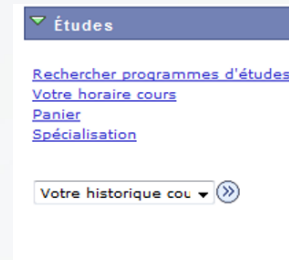 Études
Rechercher programmes d'études
Votre horaire cours
Panier
Spécialisation
Votre historique cou